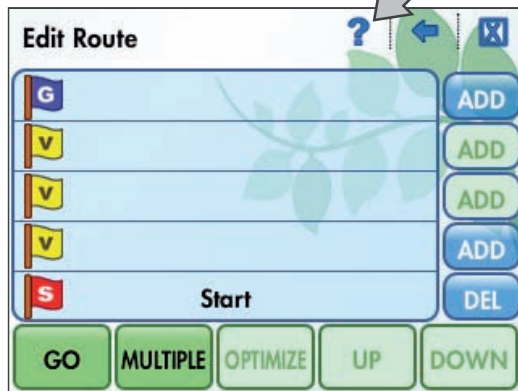 Edit Route ?
G ADD
V ADD
V ADD
V ADD
S Start DEL
GO MULTIPLE OPTIMIZE UP DOWN